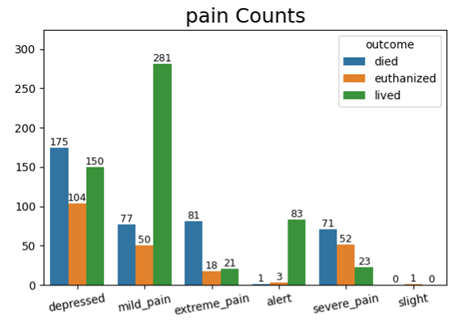 pain Counts
outcome
died
euthanized
lived
300
250
200
150
100
50
0
175
104
150
77
50
281
81
18
21
1
3
83
71
52
23
0
1
0
depressed
mild_pain
extreme_pain
alert
severe_pain
slight